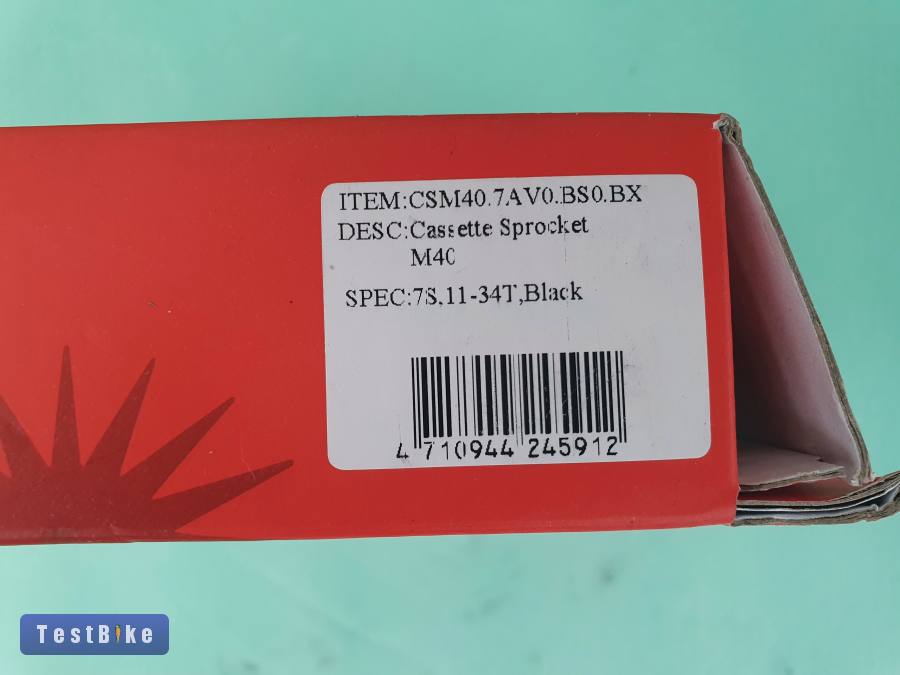 ITEM:CSM40.7AV0.BS0.BX
DESC:Cassette Sprocket
M40
SPEC:7S,11-34T,Black
4 710944 245912
TestBike